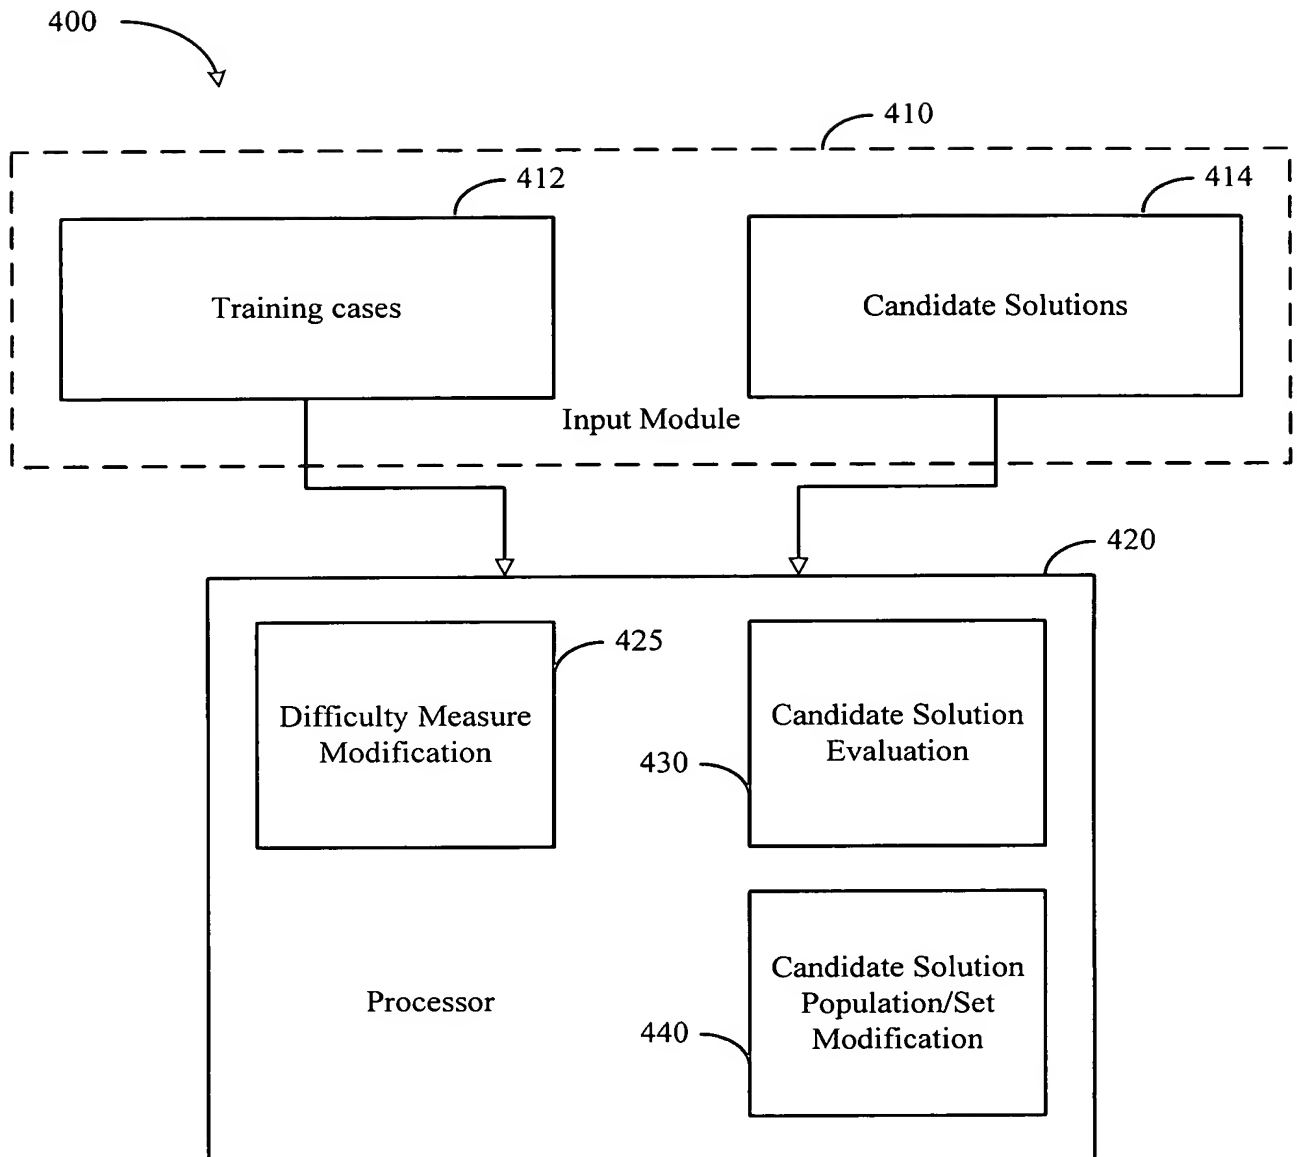 400
410
412
414
Training cases
Candidate Solutions
Input Module
420
425
Difficulty Measure
Modification
Candidate Solution
Evaluation
430
Candidate Solution
Population/Set
Modification
Processor
440